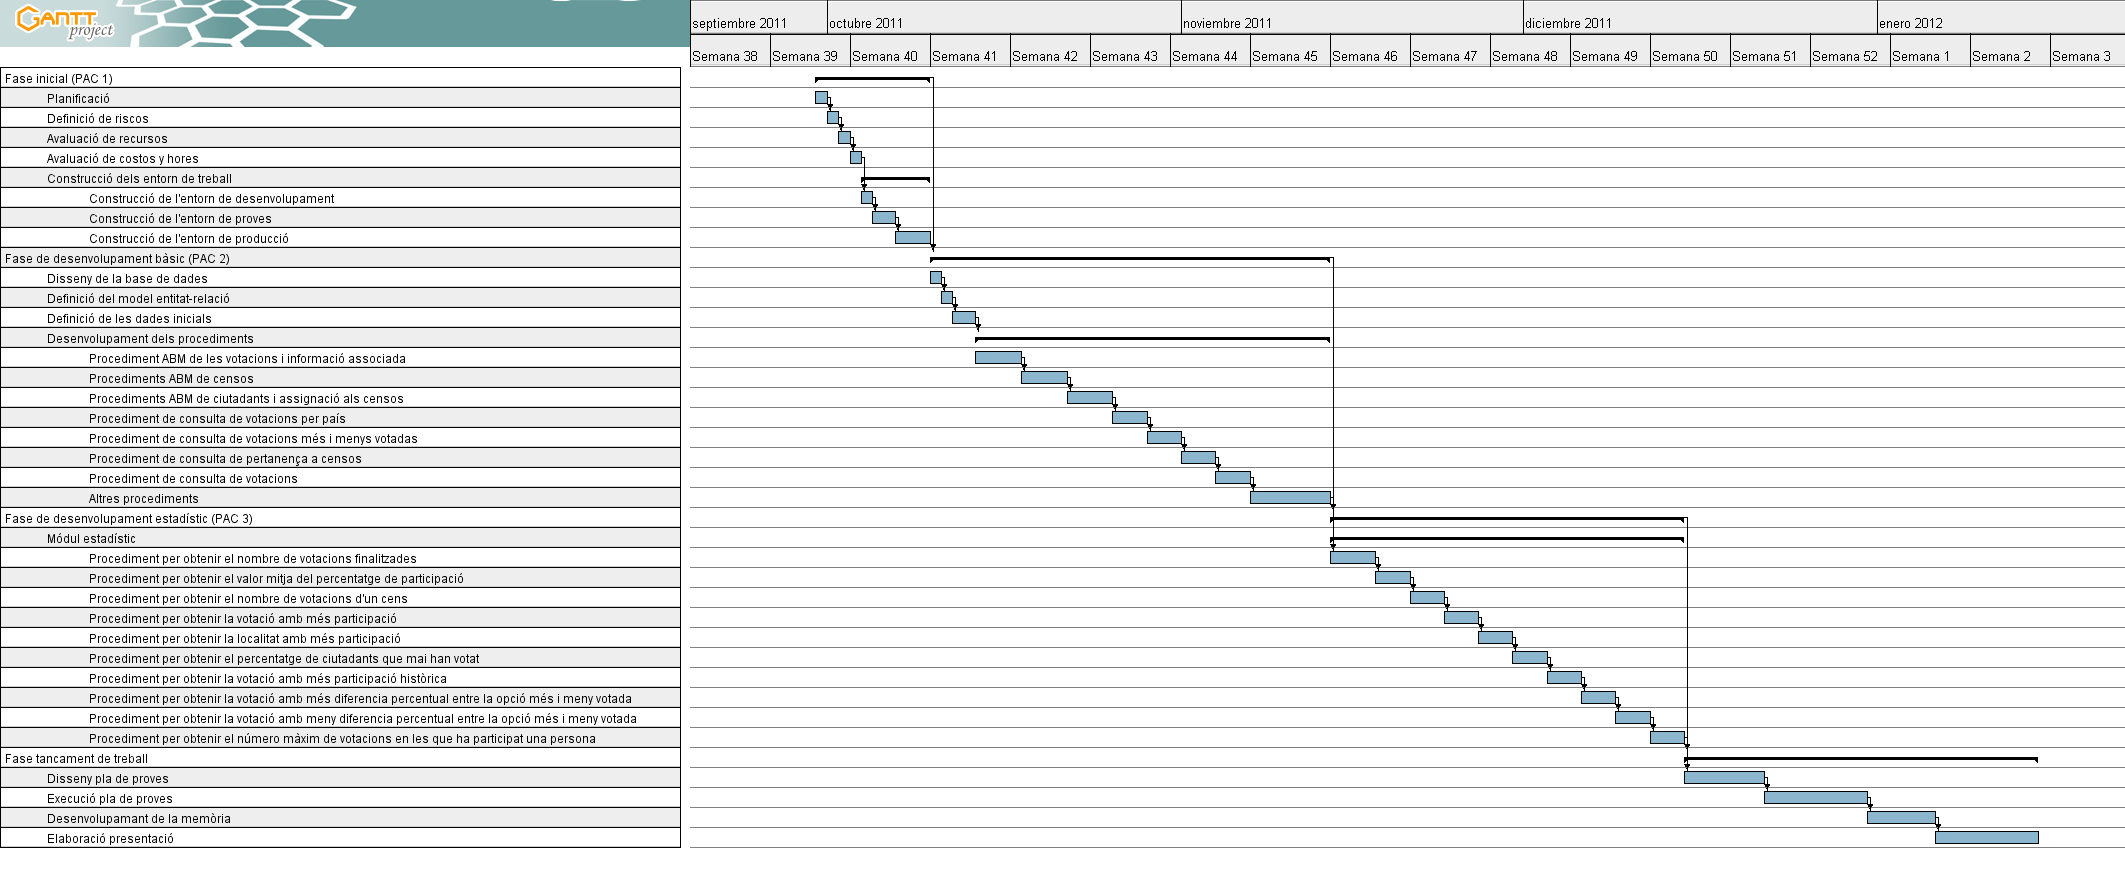 GANTT
project
septiembre 2011 octubre 2011 noviembre 2011 diciembre 2011 enero 2012
Semana 38 Semana 39 Semana 40 Semana 41 Semana 42 Semana 43 Semana 44 Semana 45 Semana 46 Semana 47 Semana 48 Semana 49 Semana 50 Semana 51 Semana 52 Semana 1 Semana 2 Semana 3
Fase inicial (PAC 1)
Planificació
Definició de riscos
Avaluació de recursos
Avaluació de costos y hores
Construcció dels entorn de treball
Construcció de l'entorn de desenvolupament
Construcció de l'entorn de proves
Construcció de l'entorn de producció
Fase de desenvolupament bàsic (PAC 2)
Disseny de la base de dades
Definició del model entitat-relació
Definició de les dades inicials
Desenvolupament dels procediments
Procediment ABM de les votacions i informació associada
Procediments ABM de censos
Procediments ABM de ciutadants i assignació als censos
Procediment de consulta de votacions per país
Procediment de consulta de votacions més i menys votadas
Procediment de consulta de pertanença a censos
Procediment de consulta de votacions
Altres procediments
Fase de desenvolupament estadístic (PAC 3)
Módul estadístic
Procediment per obtenir el nombre de votacions finalitzades
Procediment per obtenir el valor mitja del percentatge de participació
Procediment per obtenir el nombre de votacions d'un cens
Procediment per obtenir la votació amb més participació
Procediment per obtenir la localitat amb més participació
Procediment per obtenir el percentatge de ciutadants que mai han votat
Procediment per obtenir la votació amb més participació històrica
Procediment per obtenir la votació amb més diferencia percentual entre la opció més i meny votada
Procediment per obtenir la votació amb meny diferencia percentual entre la opció més i meny votada
Procediment per obtenir el número màxim de votacions en les que ha participat una persona
Fase tancament de treball
Disseny pla de proves
Execució pla de proves
Desenvolupamant de la memòria
Elaboració presentació